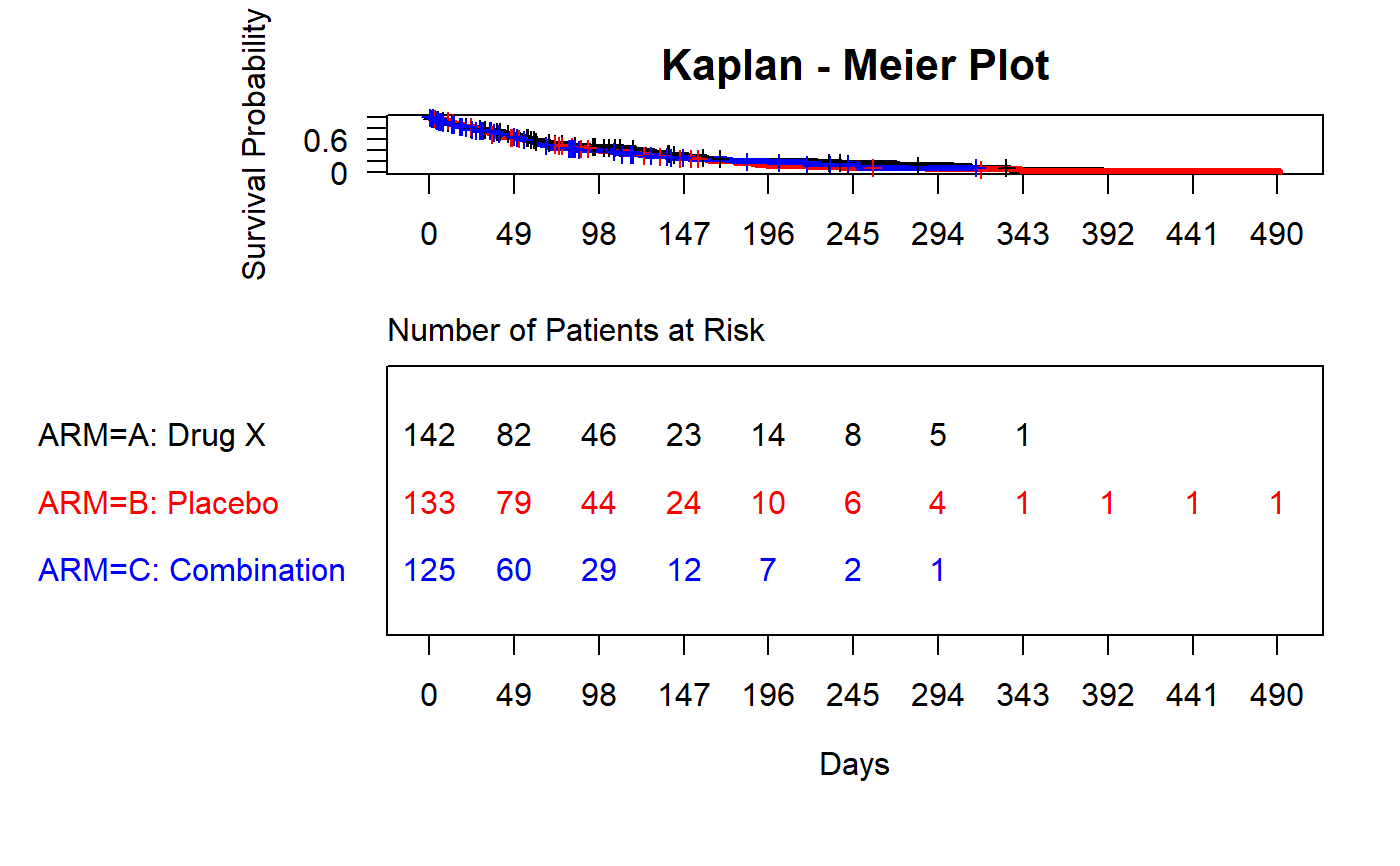 Kaplan - Meier Plot
Survival Probability
0.6
0
0 49 98 147 196 245 294 343 392 441 490
Number of Patients at Risk
ARM=A: Drug X 142 82 46 23 14 8 5 1
ARM=B: Placebo 133 79 44 24 10 6 4 1 1 1 1
ARM=C: Combination 125 60 29 12 7 2 1
0 49 98 147 196 245 294 343 392 441 490
Days